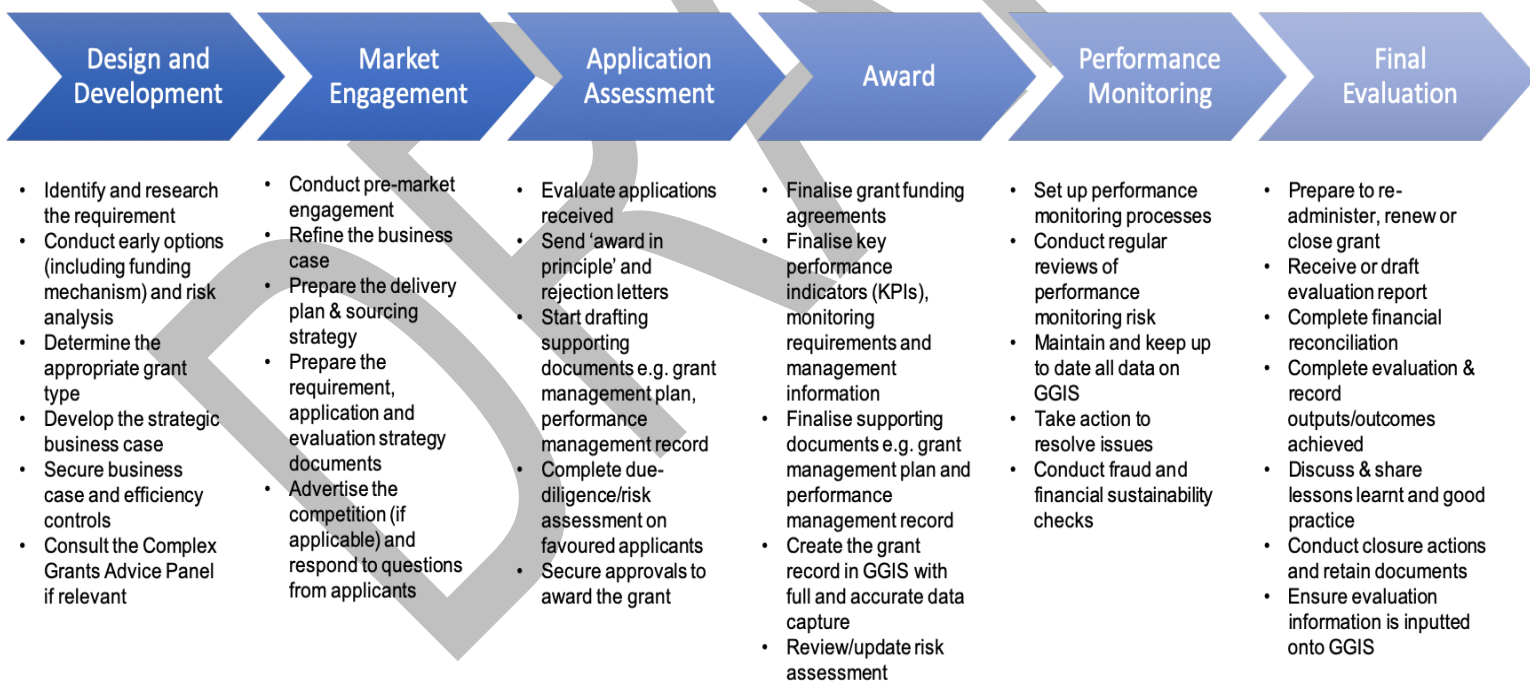 Design and
Development
Market
Engagement
Application
Assessment
Award
Performance
Monitoring
Final
Evaluation
• Identify and research
the requirement
• Conduct early options
(including funding
mechanism) and risk
analysis
• Determine the
appropriate grant
type
• Develop the strategic
business case
• Secure business
case and efficiency
controls
• Consult the Complex
Grants Advice Panel
if relevant
• Conduct pre-market
engagement
• Refine the business
case
• Prepare the delivery
plan & sourcing
strategy
• Prepare the
requirement,
application and
evaluation strategy
documents
• Advertise the
competition (if
applicable) and
respond to questions
from applicants
• Evaluate applications
received
• Send ‘award in
principle’ and
rejection letters
• Start drafting
supporting
documents e.g. grant
management plan,
performance
management record
• Complete due-
diligence/risk
assessment on
favoured applicants
• Secure approvals to
award the grant
• Finalise grant funding
agreements
• Finalise key
performance
indicators (KPIs),
monitoring
requirements and
management
information
• Finalise supporting
documents e.g. grant
management plan and
performance
management record
• Create the grant
record in GGIS with
full and accurate data
capture
• Review/update risk
assessment
• Set up performance
monitoring processes
• Conduct regular
reviews of
performance
monitoring risk
• Maintain and keep up
to date all data on
GGIS
• Take action to
resolve issues
• Conduct fraud and
financial sustainability
checks
• Prepare to re-
administer, renew or
close grant
• Receive or draft
evaluation report
• Complete financial
reconciliation
• Complete evaluation &
record
outputs/outcomes
achieved
• Discuss & share
lessons learnt and good
practice
• Conduct closure actions
and retain documents
• Ensure evaluation
information is inputted
onto GGIS